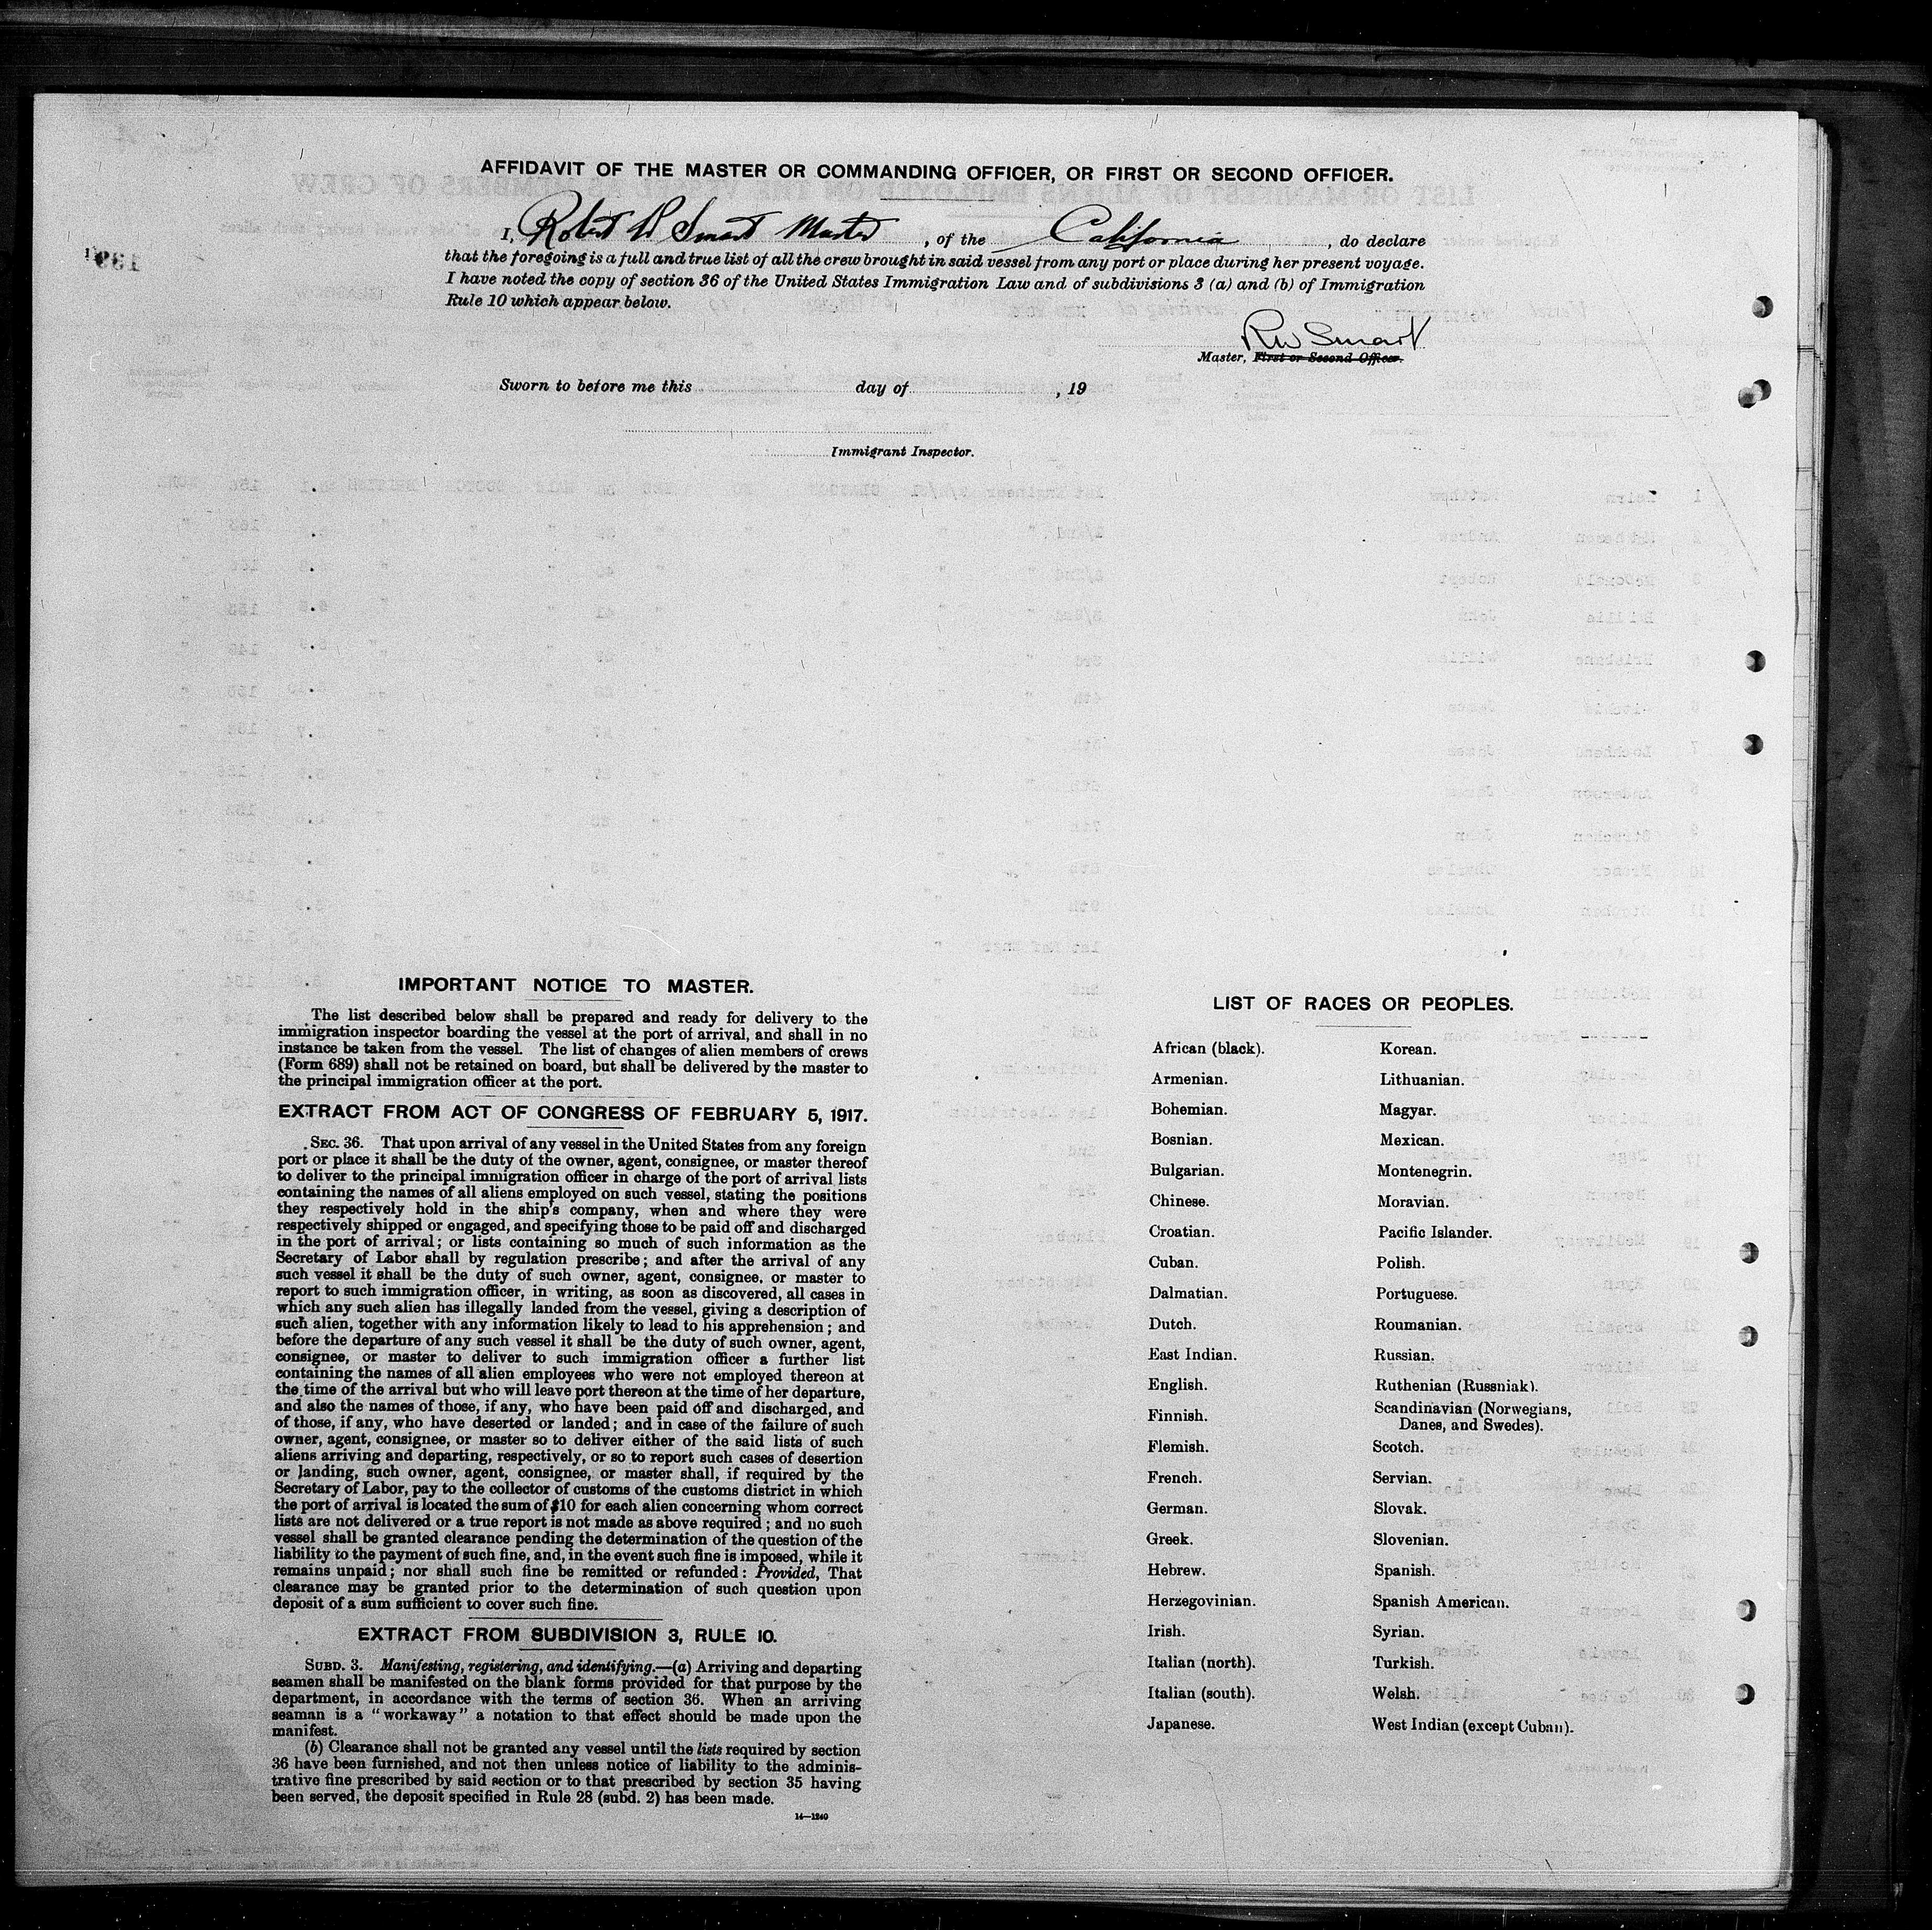 AFFIDAVIT OF THE MASTER OR COMMANDING OFFICER, OR FIRST OR SECOND OFFICER.
I, Robert W Smart Master, of the California, do declare
that the foregoing is a full and true list of all the crew brought in said vessel from any port or place during her present voyage.
I have noted the copy of section 36 of the United States Immigration Law and of subdivisions 3 (a) and (b) of Immigration
Rule 10 which appear below.
RW Smart
Master, First or Second Officer.
Sworn to before me this day of , 19
Immigrant Inspector.
IMPORTANT NOTICE TO MASTER.
The list described below shall be prepared and ready for delivery to the
immigration inspector boarding the vessel at the port of arrival, and shall in no
instance be taken from the vessel. The list of changes of alien members of crews
(Form 689) shall not be retained on board, but shall be delivered by the master to
the principal immigration officer at the port.
EXTRACT FROM ACT OF CONGRESS OF FEBRUARY 5, 1917.
SEC. 36. That upon arrival of any vessel in the United States from any foreign
port or place it shall be the duty of the owner, agent, consignee, or master thereof
to deliver to the principal immigration officer in charge of the port of arrival lists
containing the names of all aliens employed on such vessel, stating the positions
they respectively hold in the ship's company, when and where they were
respectively shipped or engaged, and specifying those to be paid off and discharged
in the port of arrival; or lists containing so much of such information as the
Secretary of Labor shall by regulation prescribe; and after the arrival of any
such vessel it shall be the duty of such owner, agent, consignee, or master to
report to such immigration officer, in writing, as soon as discovered, all cases in
which any such alien has illegally landed from the vessel, giving a description of
such alien, together with any information likely to lead to his apprehension; and
before the departure of any such vessel it shall be the duty of such owner, agent,
consignee, or master to deliver to such immigration officer a further list
containing the names of all alien employees who were not employed thereon at
the time of the arrival but who will leave port thereon at the time of her departure,
and also the names of those, if any, who have been paid off and discharged, and
of those, if any, who have deserted or landed; and in case of the failure of such
owner, agent, consignee, or master so to deliver either of the said lists of such
aliens arriving and departing, respectively, or so to report such cases of desertion
or landing, such owner, agent, consignee, or master shall, if required by the
Secretary of Labor, pay to the collector of customs of the customs district in which
the port of arrival is located the sum of $10 for each alien concerning whom correct
lists are not delivered or a true report is not made as above required; and no such
vessel shall be granted clearance pending the determination of the question of the
liability to the payment of such fine, and, in the event such fine is imposed, while it
remains unpaid; nor shall such fine be remitted or refunded: Provided, That
clearance may be granted prior to the determination of such question upon
deposit of a sum sufficient to cover such fine.
EXTRACT FROM SUBDIVISION 3, RULE 10.
SUBD. 3. Manifesting, registering, and identifying.—(a) Arriving and departing
seamen shall be manifested on the blank forms provided for that purpose by the
department, in accordance with the terms of section 36. When an arriving
seaman is a "workaway" a notation to that effect should be made upon the
manifest.
(b) Clearance shall not be granted any vessel until the lists required by section
36 have been furnished, and not then unless notice of liability to the adminis-
trative fine prescribed by said section or to that prescribed by section 35 having
been served, the deposit specified in Rule 28 (subd. 2) has been made.
14—1240
LIST OF RACES OR PEOPLES.
African (black).
Armenian.
Bohemian.
Bosnian.
Bulgarian.
Chinese.
Croatian.
Cuban.
Dalmatian.
Dutch.
East Indian.
English.
Finnish.
Flemish.
French.
German.
Greek.
Hebrew.
Herzegovinian.
Irish.
Italian (north).
Italian (south).
Japanese.
Korean.
Lithuanian.
Magyar.
Mexican.
Montenegrin.
Moravian.
Pacific Islander.
Polish.
Portuguese.
Roumanian.
Russian.
Ruthenian (Russniak).
Scandinavian (Norwegians,
Danes, and Swedes).
Scotch.
Servian.
Slovak.
Slovenian.
Spanish.
Spanish American.
Syrian.
Turkish.
Welsh.
West Indian (except Cuban).